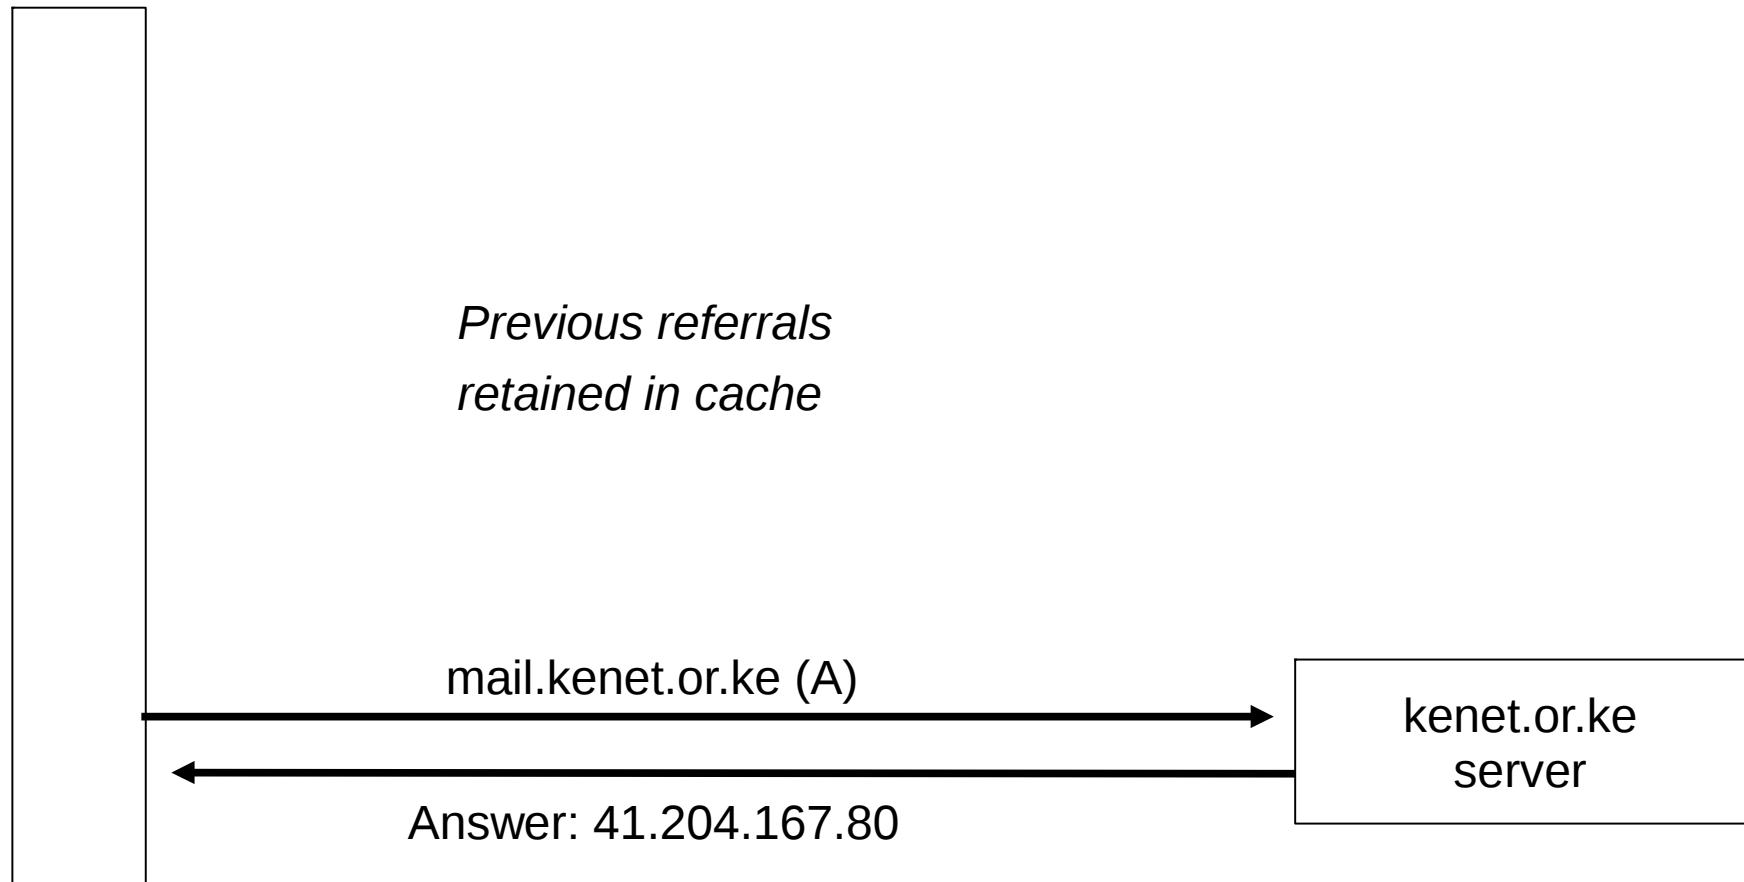 Previous referrals
retained in cache
mail.kenet.or.ke (A)
kenet.or.ke
server
Answer: 41.204.167.80